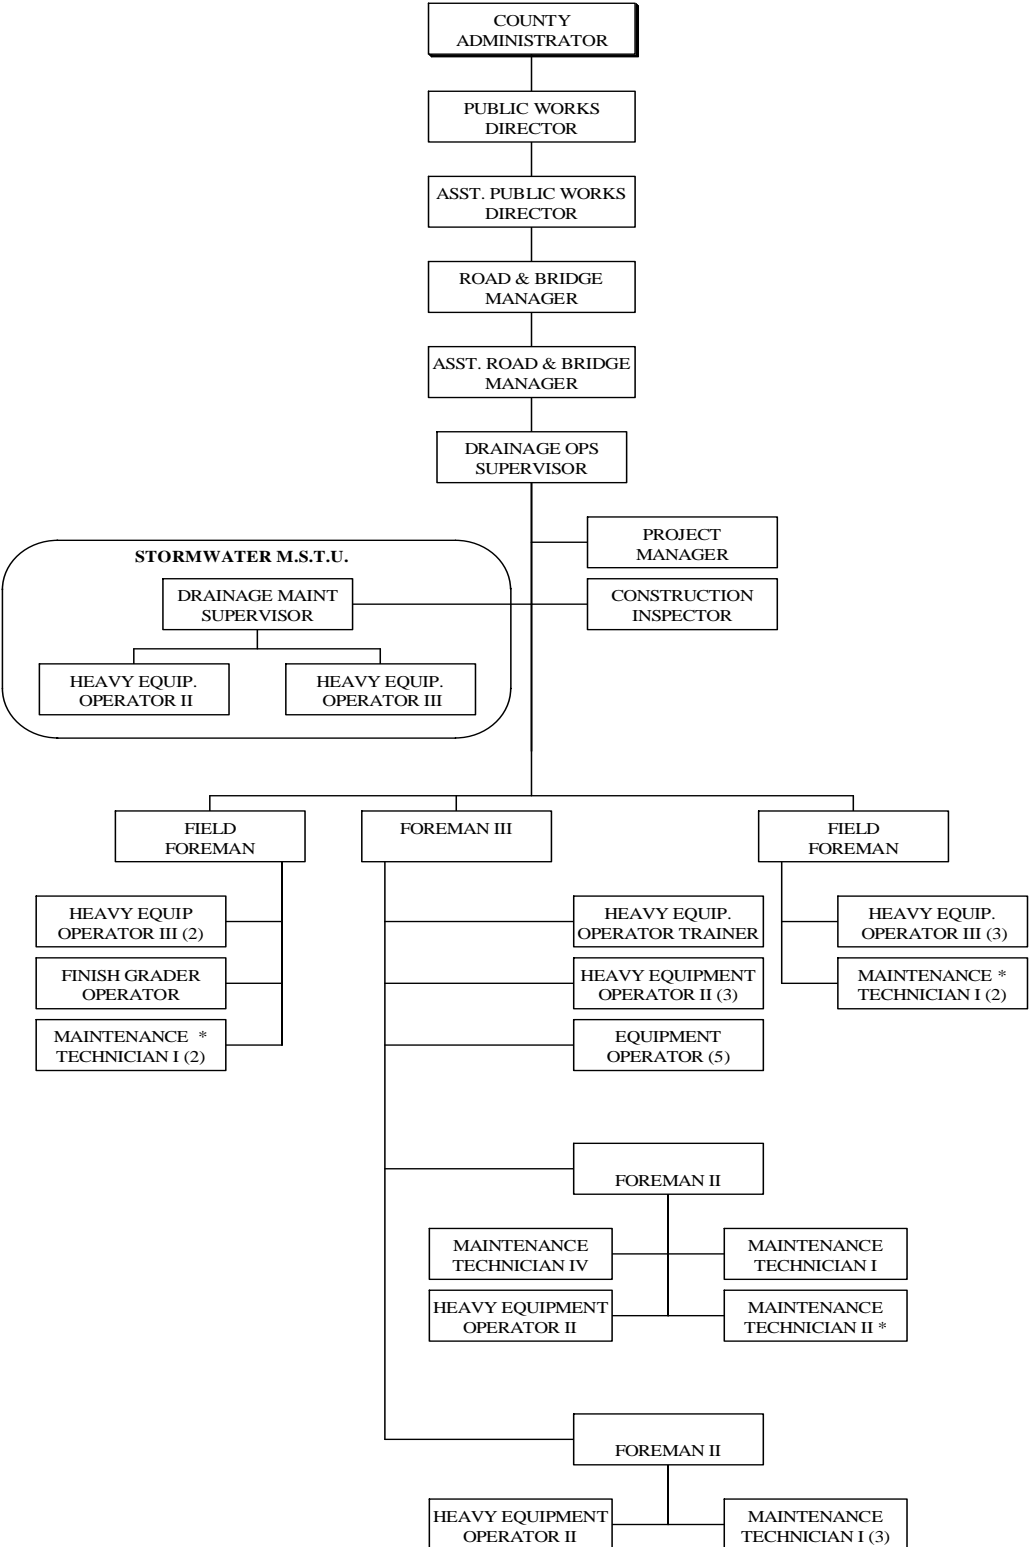 COUNTY
ADMINISTRATOR
PUBLIC WORKS
DIRECTOR
ASST. PUBLIC WORKS
DIRECTOR
ROAD & BRIDGE
MANAGER
ASST. ROAD & BRIDGE
MANAGER
DRAINAGE OPS
SUPERVISOR
PROJECT
MANAGER
STORMWATER M.S.T.U.
DRAINAGE MAINT
SUPERVISOR
CONSTRUCTION
INSPECTOR
HEAVY EQUIP.
OPERATOR II
HEAVY EQUIP.
OPERATOR III
FIELD
FOREMAN
FOREMAN III
FIELD
FOREMAN
HEAVY EQUIP
OPERATOR III (2)
FINISH GRADER
OPERATOR
MAINTENANCE *
TECHNICIAN I (2)
HEAVY EQUIP.
OPERATOR TRAINER
HEAVY EQUIPMENT
OPERATOR II (3)
EQUIPMENT
OPERATOR (5)
HEAVY EQUIP.
OPERATOR III (3)
MAINTENANCE *
TECHNICIAN I (2)
FOREMAN II
MAINTENANCE
TECHNICIAN IV
MAINTENANCE
TECHNICIAN I
HEAVY EQUIPMENT
OPERATOR II
MAINTENANCE
TECHNICIAN II *
FOREMAN II
HEAVY EQUIPMENT
OPERATOR II
MAINTENANCE
TECHNICIAN I (3)